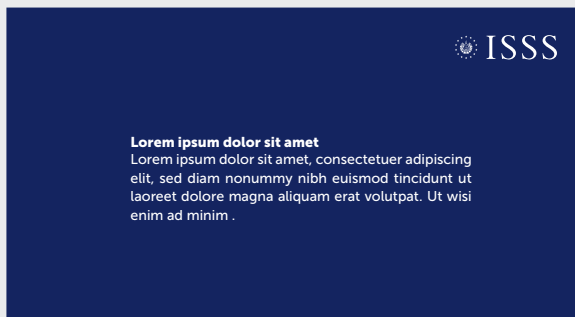 ISSS
Lorem ipsum dolor sit amet
Lorem ipsum dolor sit amet, consectetuer adipiscing
elit, sed diam nonummy nibh euismod tincidunt ut
laoreet dolore magna aliquam erat volutpat. Ut wisi
enim ad minim .